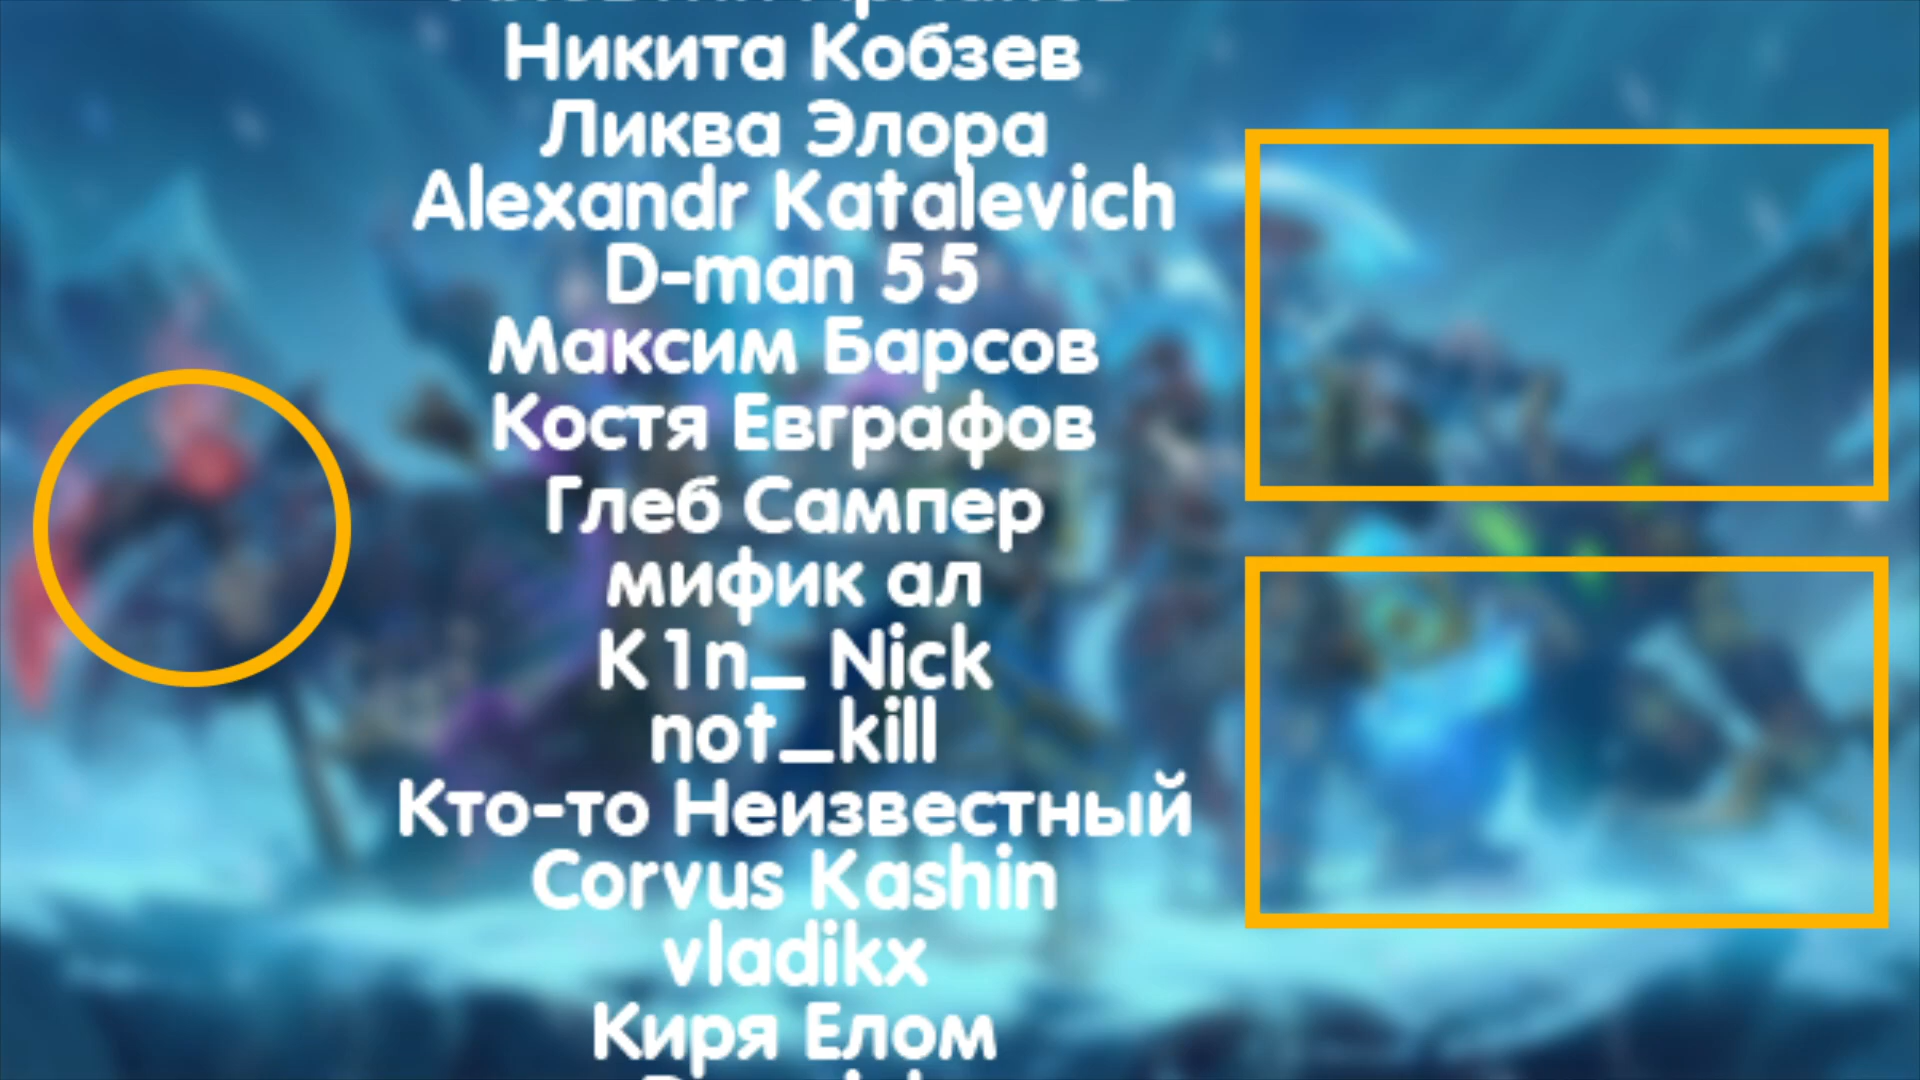 Никита Кобзев
Ликва Элора
Alexandr Katalevich
D-man 55
Максим Барсов
Костя Евграфов
Глеб Сампер
мифик ал
K1n_ Nick
not_kill
Кто-то Неизвестный
Corvus Kashin
vladikx
Киря Елом